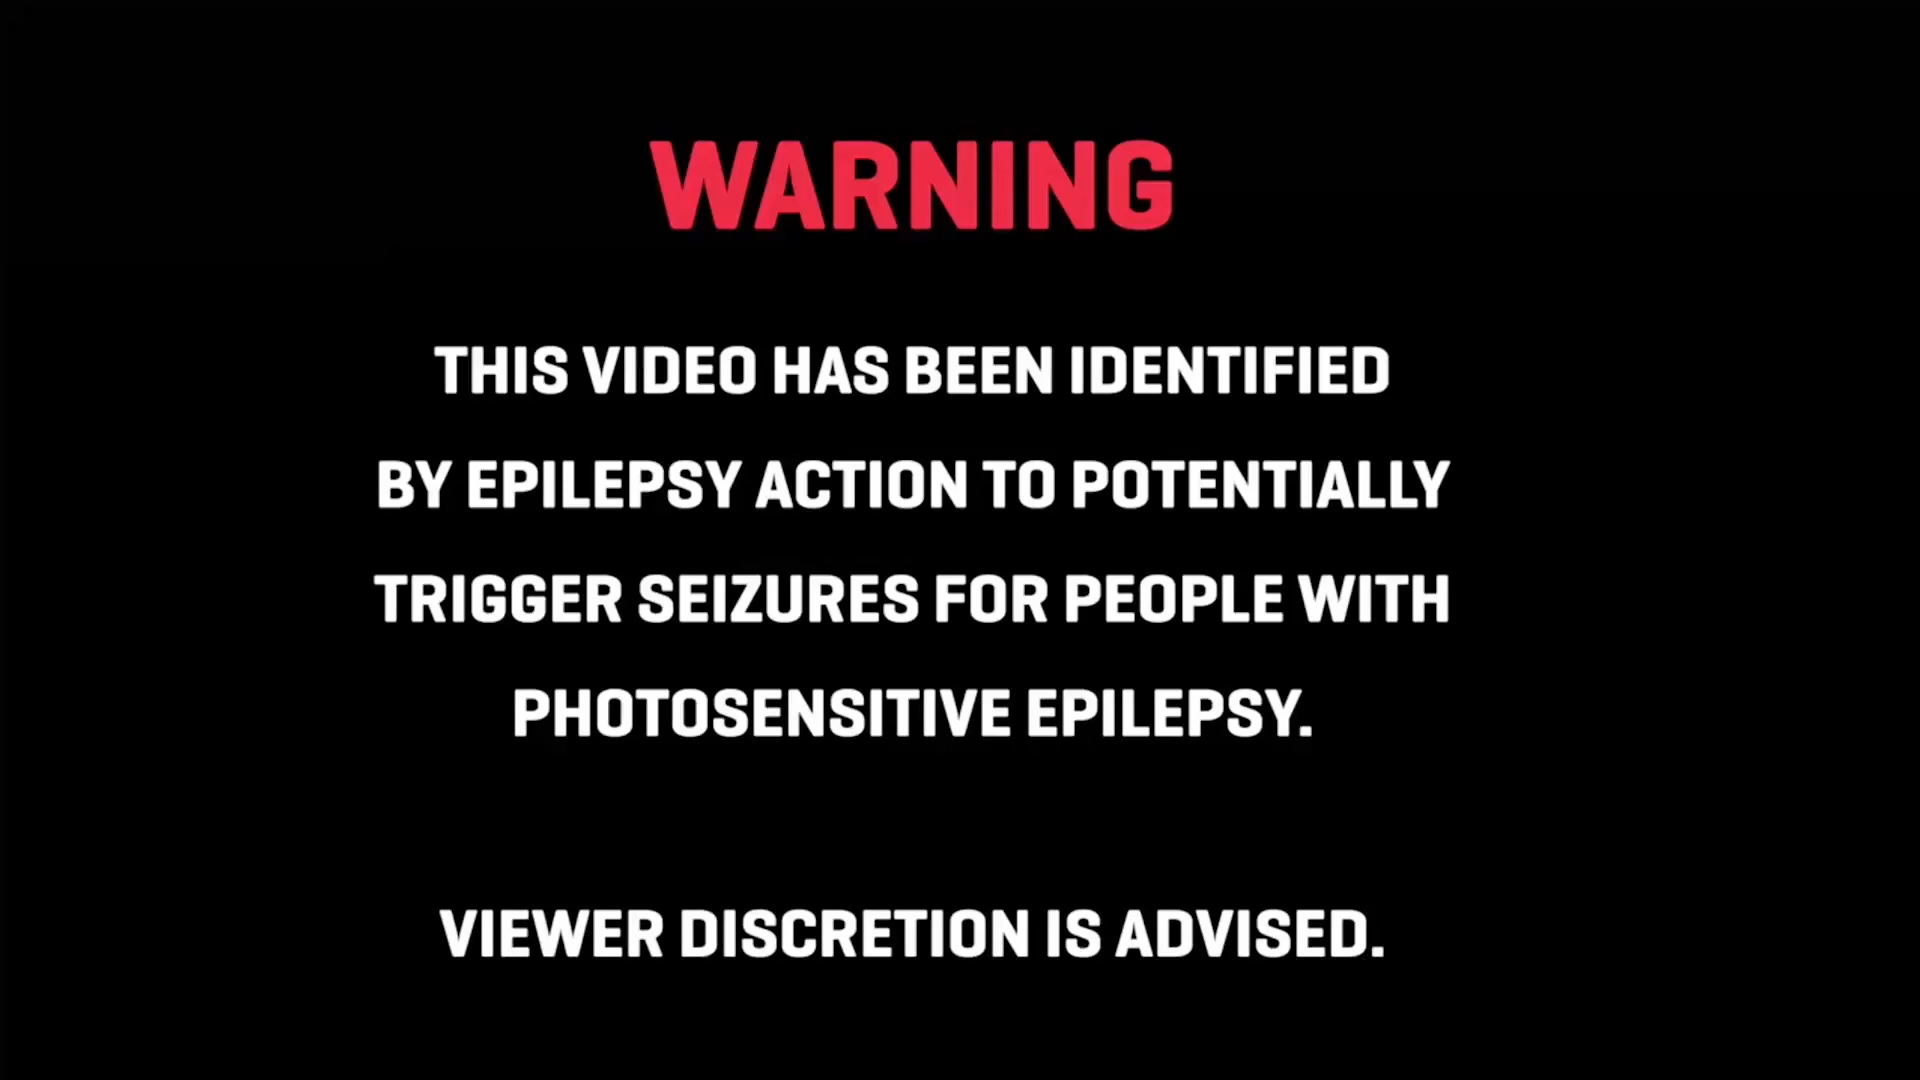 WARNING
THIS VIDEO HAS BEEN IDENTIFIED
BY EPILEPSY ACTION TO POTENTIALLY
TRIGGER SEIZURES FOR PEOPLE WITH
PHOTOSENSITIVE EPILEPSY.
VIEWER DISCRETION IS ADVISED.